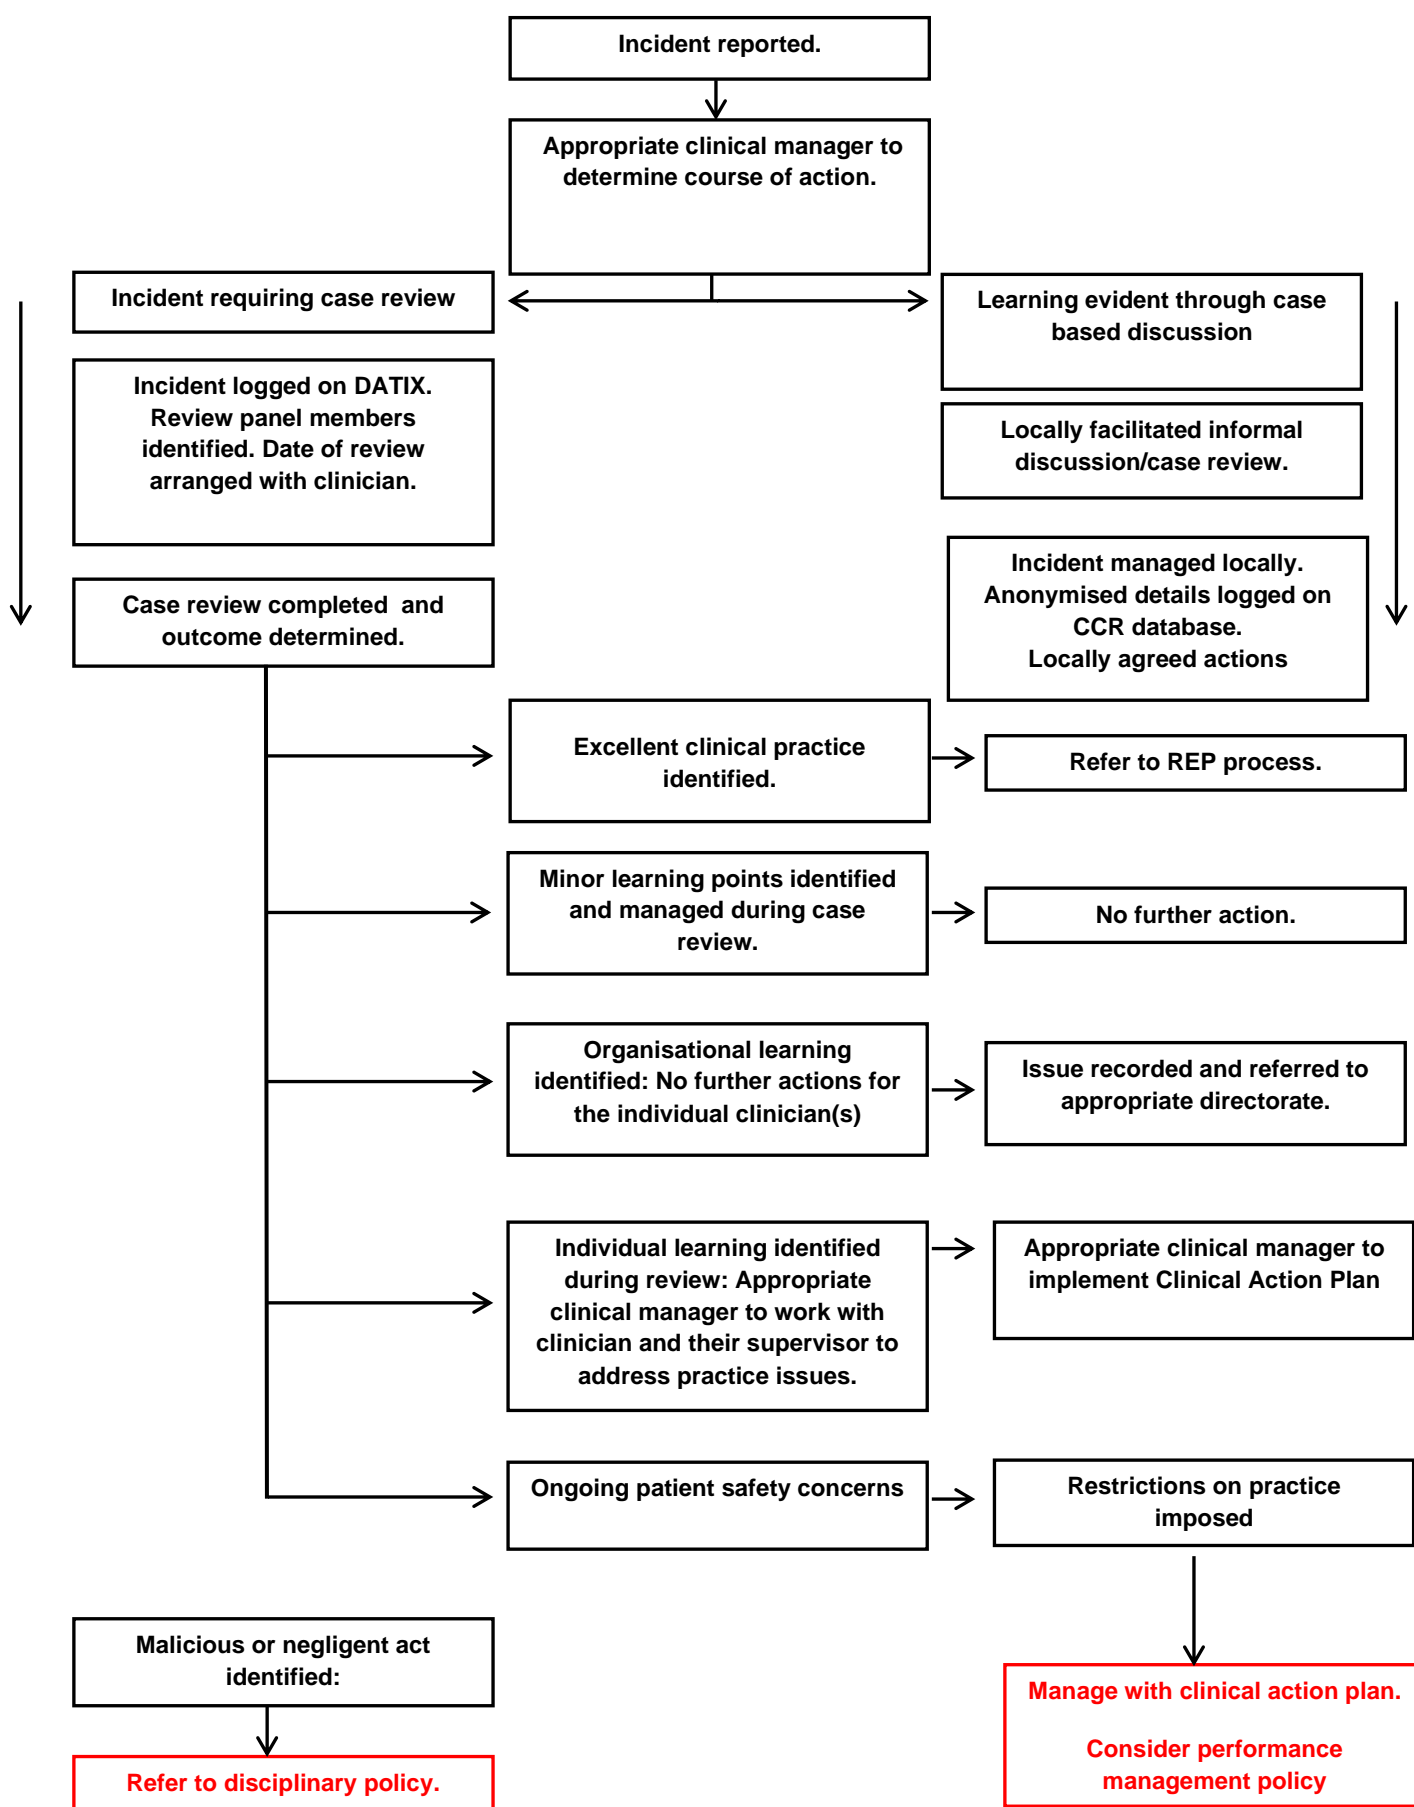 Incident reported.
Appropriate clinical manager to
determine course of action.
Incident requiring case review
Learning evident through case
based discussion
Incident logged on DATIX.
Review panel members
identified. Date of review
arranged with clinician.
Locally facilitated informal
discussion/case review.
Incident managed locally.
Anonymised details logged on
CCR database.
Locally agreed actions
Case review completed and
outcome determined.
Excellent clinical practice
identified.
Refer to REP process.
Minor learning points identified
and managed during case
review.
No further action.
Organisational learning
identified: No further actions for
the individual clinician(s)
Issue recorded and referred to
appropriate directorate.
Individual learning identified
during review: Appropriate
clinical manager to work with
clinician and their supervisor to
address practice issues.
Appropriate clinical manager to
implement Clinical Action Plan
Ongoing patient safety concerns
Restrictions on practice
imposed
Malicious or negligent act
identified:
Refer to disciplinary policy.
Manage with clinical action plan.
Consider performance
management policy